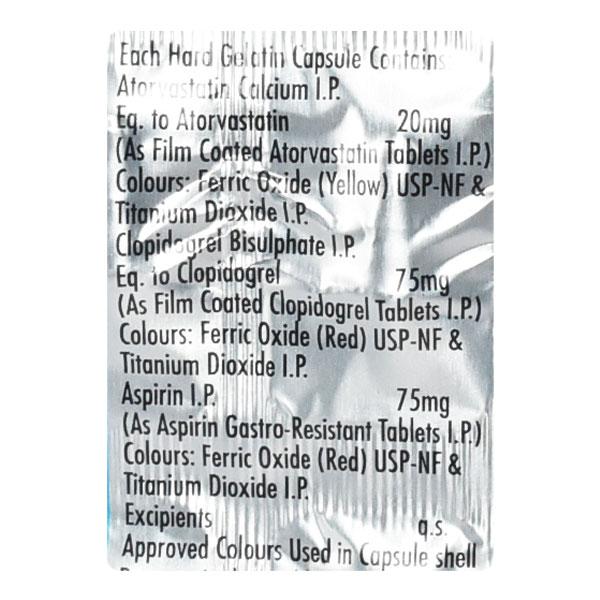 Each Hard Gelatin Capsule Contains
Atorvastatin Calcium I.P.
Eq. to Atorvastatin 20mg
(As Film Coated Atorvastatin Tablets I.P.)
Colours: Ferric Oxide (Yellow) USP-NF &
Titanium Dioxide I.P.
Clopidogrel Bisulphate I.P.
Eq. to Clopidogrel 75mg
(As Film Coated Clopidogrel Tablets I.P.)
Colours: Ferric Oxide (Red) USP-NF &
Titanium Dioxide I.P.
Aspirin I.P. 75mg
(As Aspirin Gastro-Resistant Tablets I.P.)
Colours: Ferric Oxide (Red) USP-NF &
Titanium Dioxide I.P.
Excipients q.s.
Approved Colours Used in Capsule shell